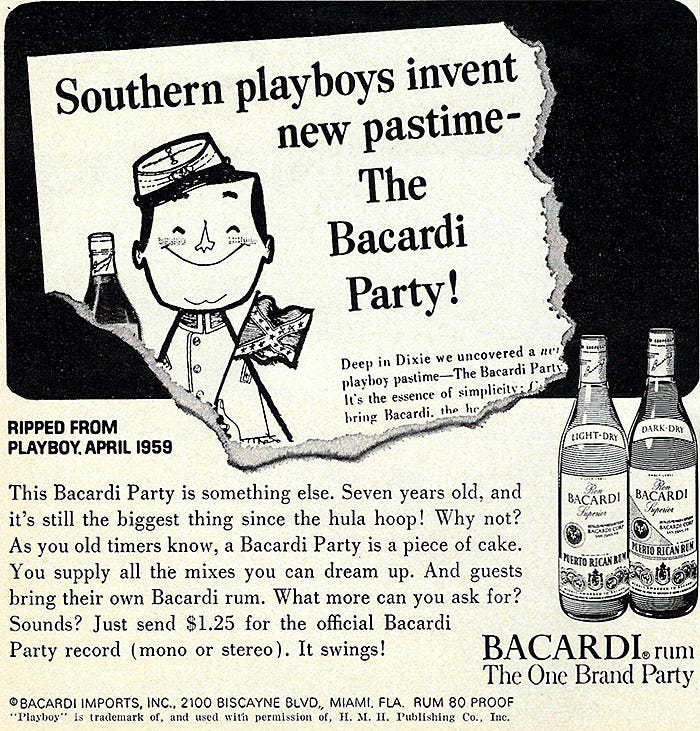 Southern playboys invent
new pastime-
The
Bacardi
Party!
Deep in Dixie we uncovered a
playboy pastime—The Bacardi Party
It's the essence of simplicity:
bring Bacardi. the
RIPPED FROM
PLAYBOY, APRIL 1959
This Bacardi Party is something else. Seven years old, and
it's still the biggest thing since the hula hoop! Why not?
As you old timers know, a Bacardi Party is a piece of cake.
You supply all the mixes you can dream up. And guests
bring their own Bacardi rum. What more can you ask for?
Sounds? Just send $1.25 for the official Bacardi
Party record (mono or stereo). It swings!
LIGHT-DRY
Ron
BACARDI
Superior
PUERTO RICAN RUM
DARK-DRY
Ron
BACARDI
Superior
PUERTO RICAN RUM
BACARDI® rum
The One Brand Party
©BACARDI IMPORTS, INC., 2100 BISCAYNE BLVD., MIAMI, FLA. RUM 80 PROOF
"Playboy" is trademark of, and used with permission of, H. M. H. Publishing Co., Inc.